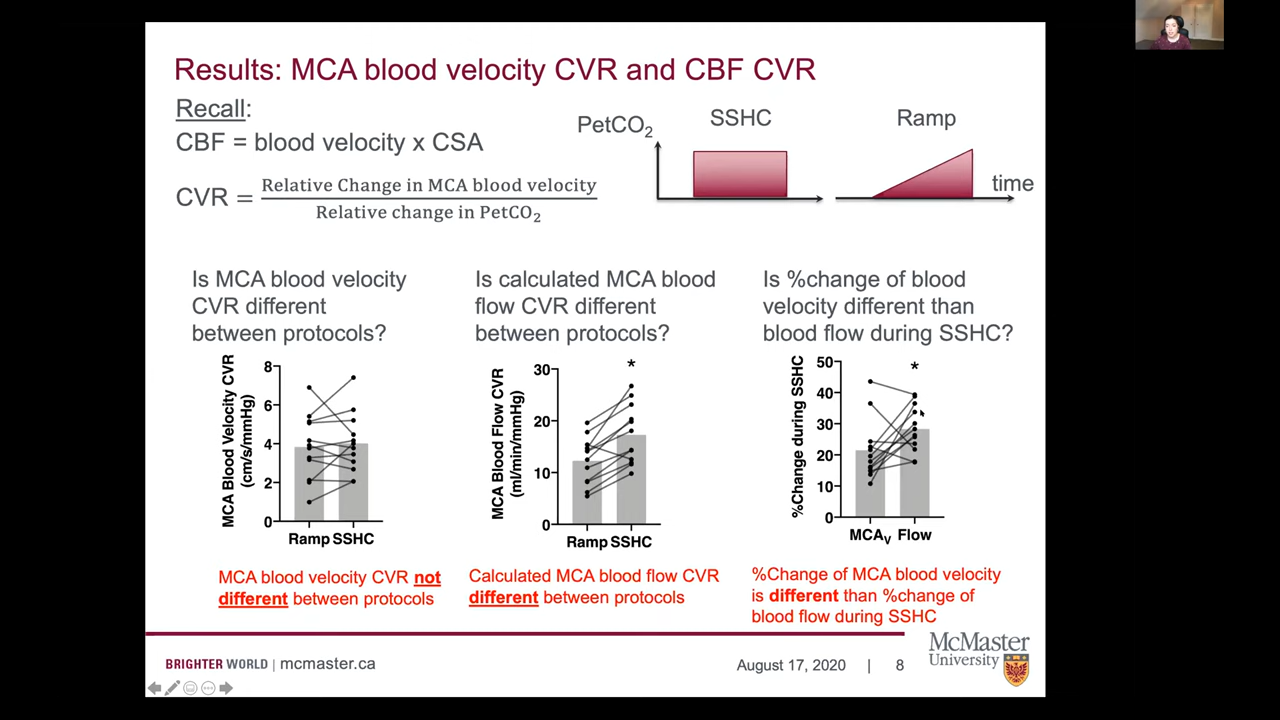 Results: MCA blood velocity CVR and CBF CVR
Recall:
CBF = blood velocity x CSA
CVR = Relative Change in MCA blood velocity
Relative change in PetCO₂
PetCO₂
SSHC
Ramp
time
Is MCA blood velocity
CVR different
between protocols?
MCA Blood Velocity CVR
(cm/s/mmHg)
8
6
4
2
0
Ramp SSHC
MCA blood velocity CVR not
different between protocols
Is calculated MCA blood
flow CVR different
between protocols?
MCA Blood Flow CVR
(ml/min/mmHg)
30
20
10
0
*
Ramp SSHC
Calculated MCA blood flow CVR
different between protocols
Is %change of blood
velocity different than
blood flow during SSHC?
%Change during SSHC
50
40
30
20
10
0
*
MCAV Flow
%Change of MCA blood velocity
is different than %change of
blood flow during SSHC
BRIGHTER WORLD | mcmaster.ca
August 17, 2020 | 8
McMaster
University